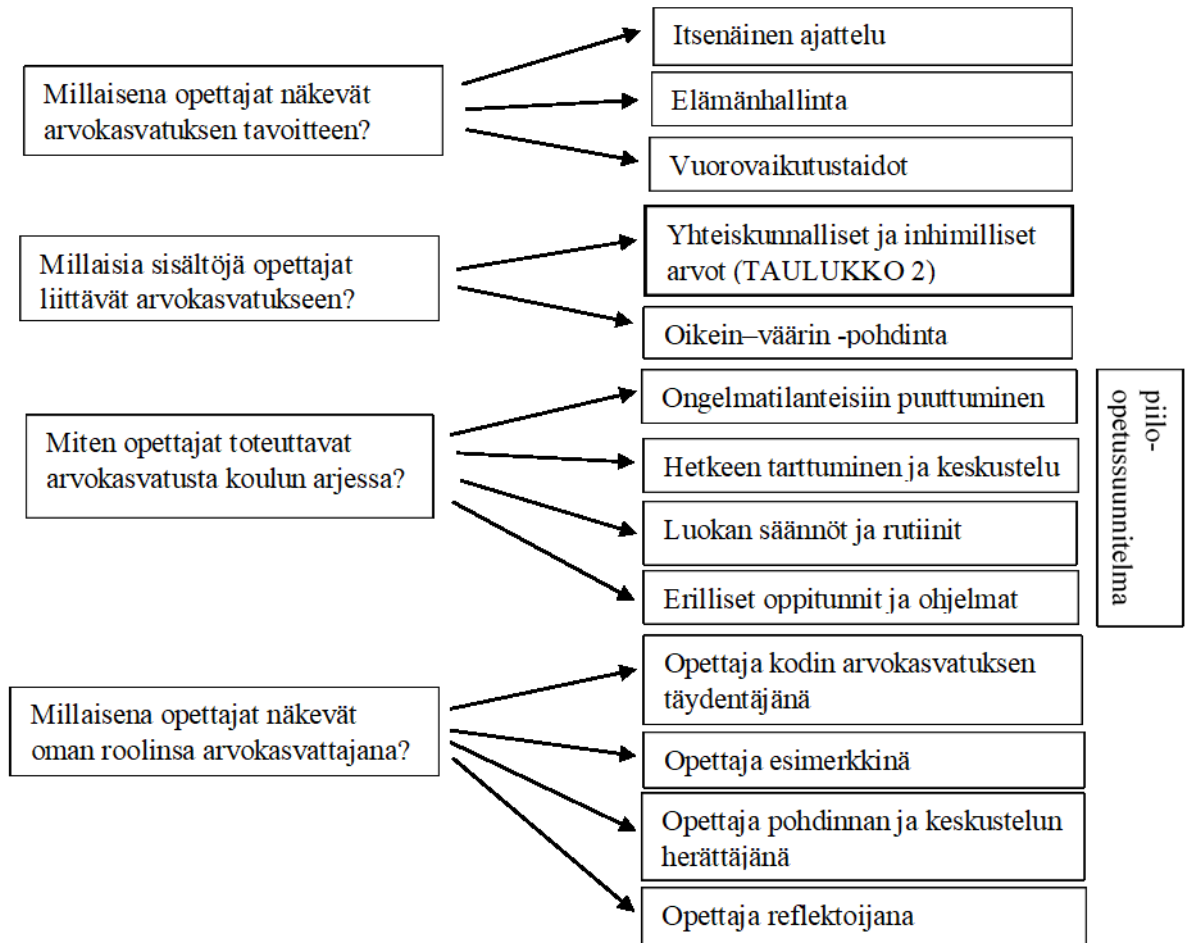 Millaisena opettajat näkevät
arvokasvatuksen tavoitteen?
Itsenäinen ajattelu
Elämänhallinta
Vuorovaikutustaidot
Millaisia sisältöjä opettajat
liittävät arvokasvatukseen?
Yhteiskunnalliset ja inhimilliset
arvot (TAULUKKO 2)
Oikein–väärin -pohdinta
Miten opettajat toteuttavat
arvokasvatusta koulun arjessa?
Ongelmatilanteisiin puuttuminen
Hetkeen tarttuminen ja keskustelu
Luokan säännöt ja rutiinit
Erilliset oppitunnit ja ohjelmat
piilo-
opetussuunnitelma
Millaisena opettajat näkevät
oman roolinsa arvokasvattajana?
Opettaja kodin arvokasvatuksen
täydentäjänä
Opettaja esimerkkinä
Opettaja pohdinnan ja keskustelun
herättäjänä
Opettaja reflektoijana